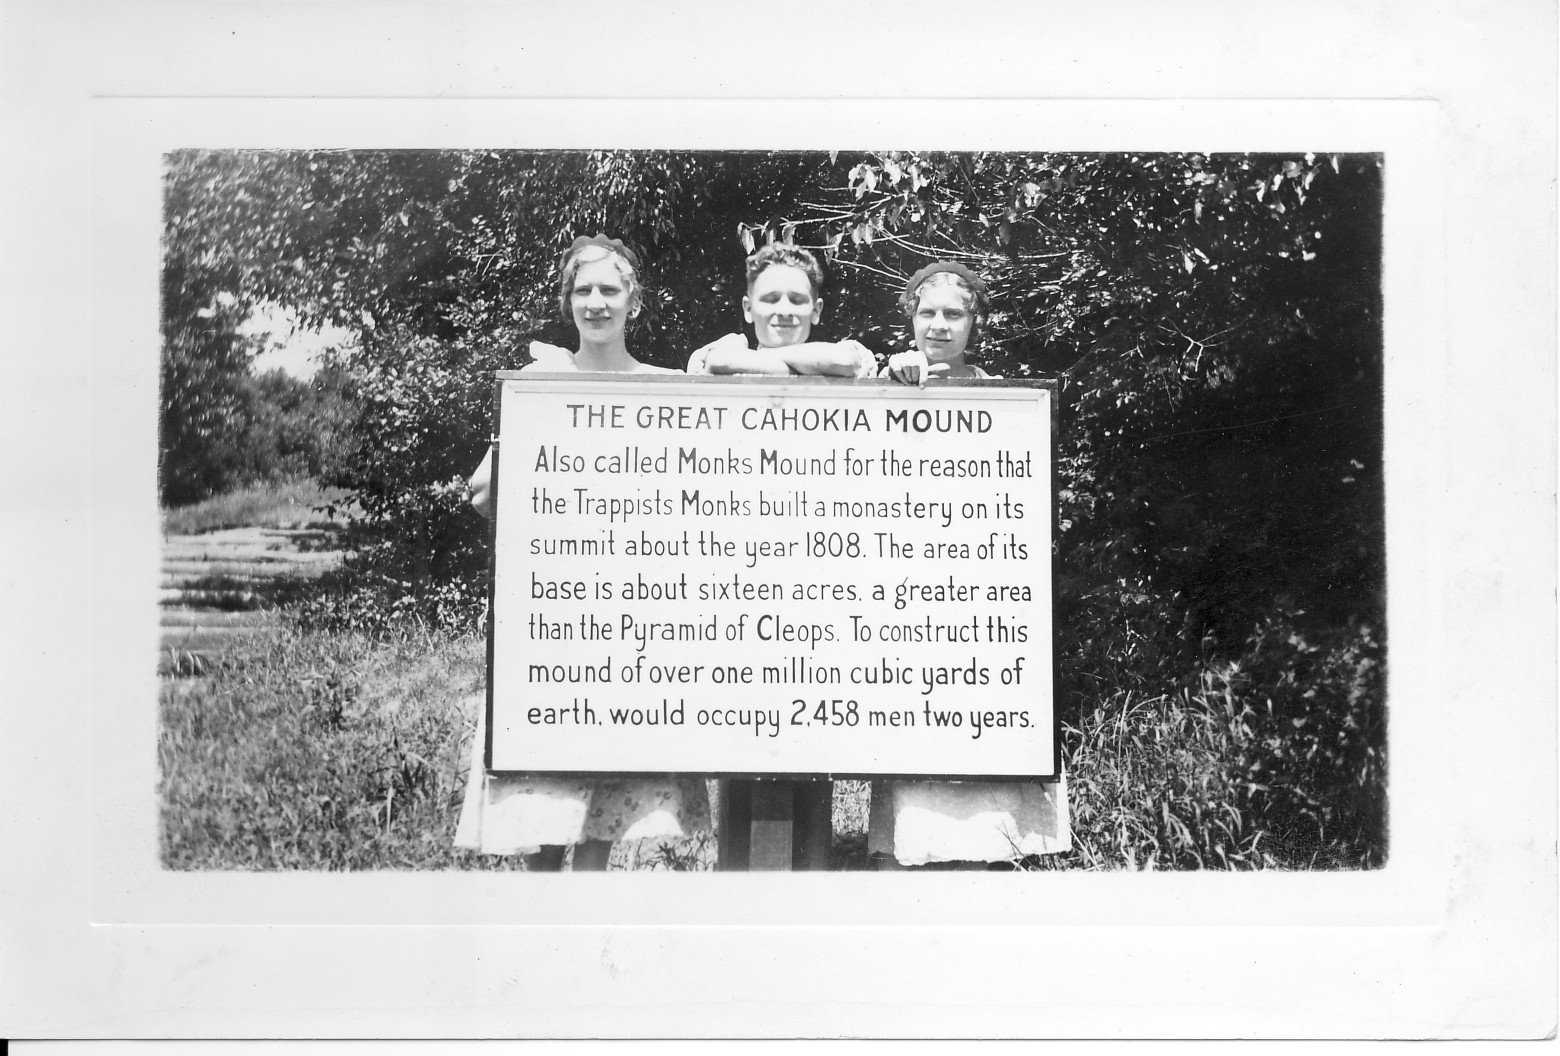 THE GREAT CAHOKIA MOUND
Also called Monks Mound for the reason that
the Trappists Monks built a monastery on its
summit about the year 1808. The area of its
base is about sixteen acres, a greater area
than the Pyramid of Cleops. To construct this
mound of over one million cubic yards of
earth, would occupy 2,458 men two years.